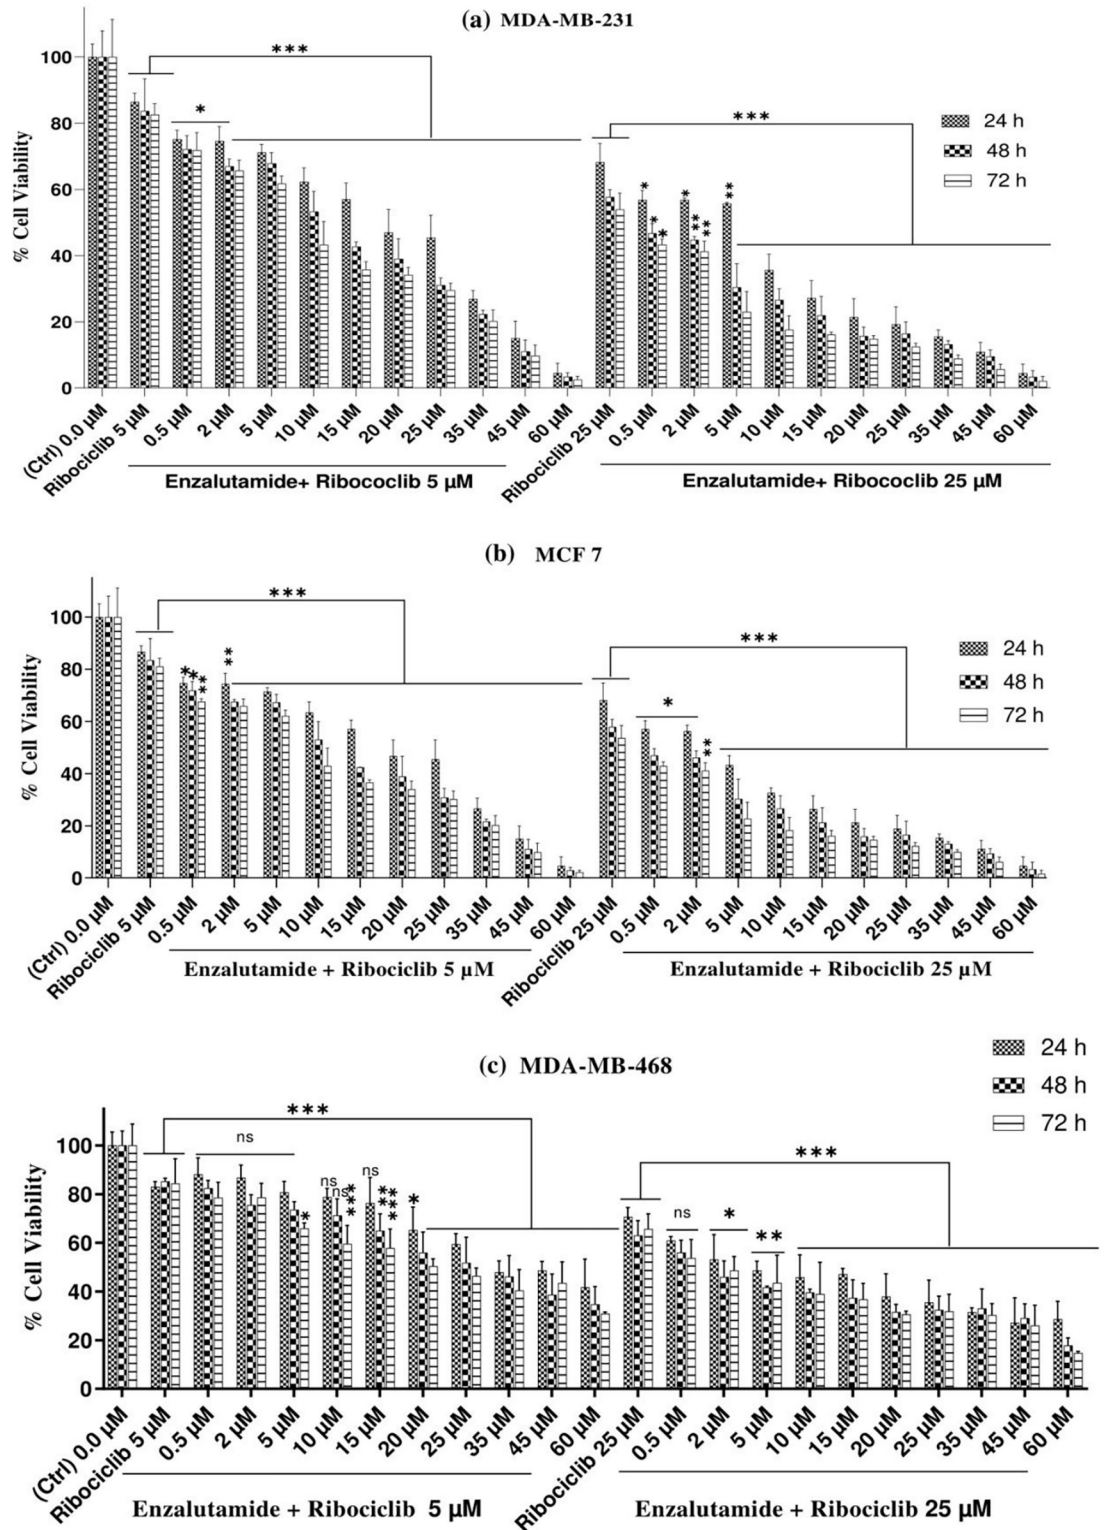 (a) MDA-MB-231
% Cell Viability
100
80
60
40
20
0
***
*
***
*
*
*
*
**
**
**
24 h
48 h
72 h
(Ctrl) 0.0 µM
Ribociclib 5 µM
0.5 µM
2 µM
5 µM
10 µM
15 µM
20 µM
25 µM
35 µM
45 µM
60 µM
Ribociclib 25 µM
0.5 µM
2 µM
5 µM
10 µM
15 µM
20 µM
25 µM
35 µM
45 µM
60 µM
Enzalutamide+ Ribococlib 5 µM
Enzalutamide+ Ribococlib 25 µM
(b) MCF 7
% Cell Viability
100
80
60
40
20
0
***
*
*
**
**
***
*
**
24 h
48 h
72 h
(Ctrl) 0.0 µM
Ribociclib 5 µM
0.5 µM
2 µM
5 µM
10 µM
15 µM
20 µM
25 µM
35 µM
45 µM
60 µM
Ribociclib 25 µM
0.5 µM
2 µM
5 µM
10 µM
15 µM
20 µM
25 µM
35 µM
45 µM
60 µM
Enzalutamide + Ribociclib 5 µM
Enzalutamide + Ribociclib 25 µM
(c) MDA-MB-468
% Cell Viability
100
80
60
40
20
0
***
ns
*
ns
ns
***
ns
**
***
*
***
ns
*
**
24 h
48 h
72 h
(Ctrl) 0.0 µM
Ribociclib 5 µM
0.5 µM
2 µM
5 µM
10 µM
15 µM
20 µM
25 µM
35 µM
45 µM
60 µM
Ribociclib 25 µM
0.5 µM
2 µM
5 µM
10 µM
15 µM
20 µM
25 µM
35 µM
45 µM
60 µM
Enzalutamide + Ribociclib 5 µM
Enzalutamide + Ribociclib 25 µM